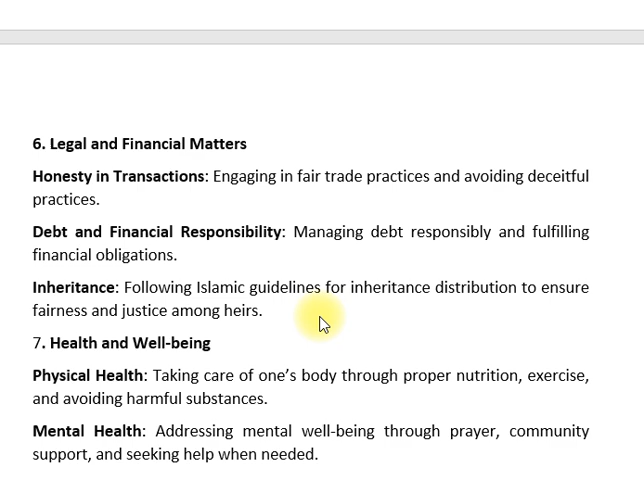 6. Legal and Financial Matters
Honesty in Transactions: Engaging in fair trade practices and avoiding deceitful
practices.
Debt and Financial Responsibility: Managing debt responsibly and fulfilling
financial obligations.
Inheritance: Following Islamic guidelines for inheritance distribution to ensure
fairness and justice among heirs.
7. Health and Well-being
Physical Health: Taking care of one’s body through proper nutrition, exercise,
and avoiding harmful substances.
Mental Health: Addressing mental well-being through prayer, community
support, and seeking help when needed.